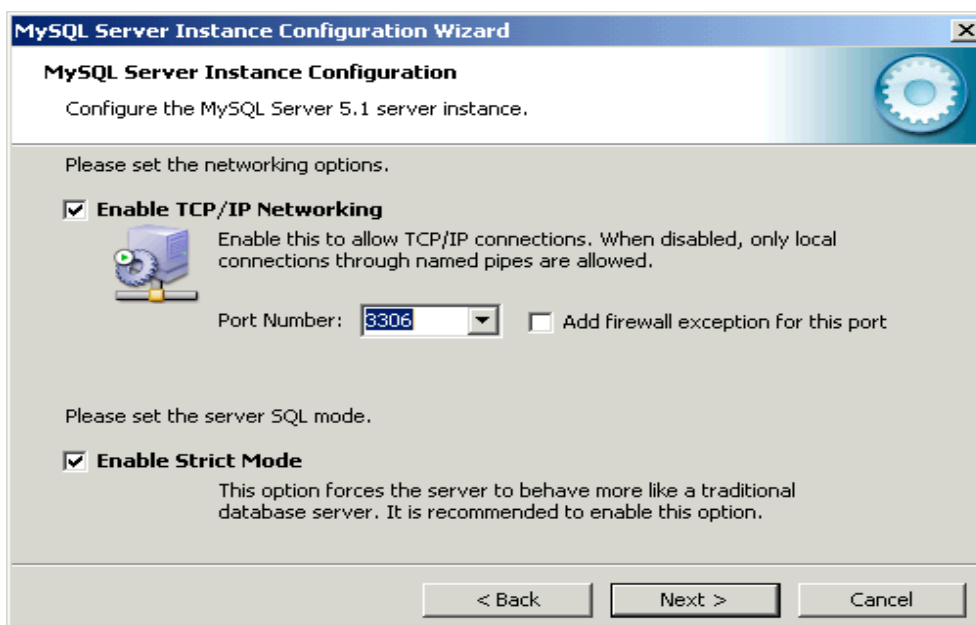 MySQL Server Instance Configuration Wizard
MySQL Server Instance Configuration
Configure the MySQL Server 5.1 server instance.
Please set the networking options.
Enable TCP/IP Networking
Enable this to allow TCP/IP connections. When disabled, only local
connections through named pipes are allowed.
Port Number: 3306 Add firewall exception for this port
Please set the server SQL mode.
Enable Strict Mode
This option forces the server to behave more like a traditional
database server. It is recommended to enable this option.
< Back Next > Cancel